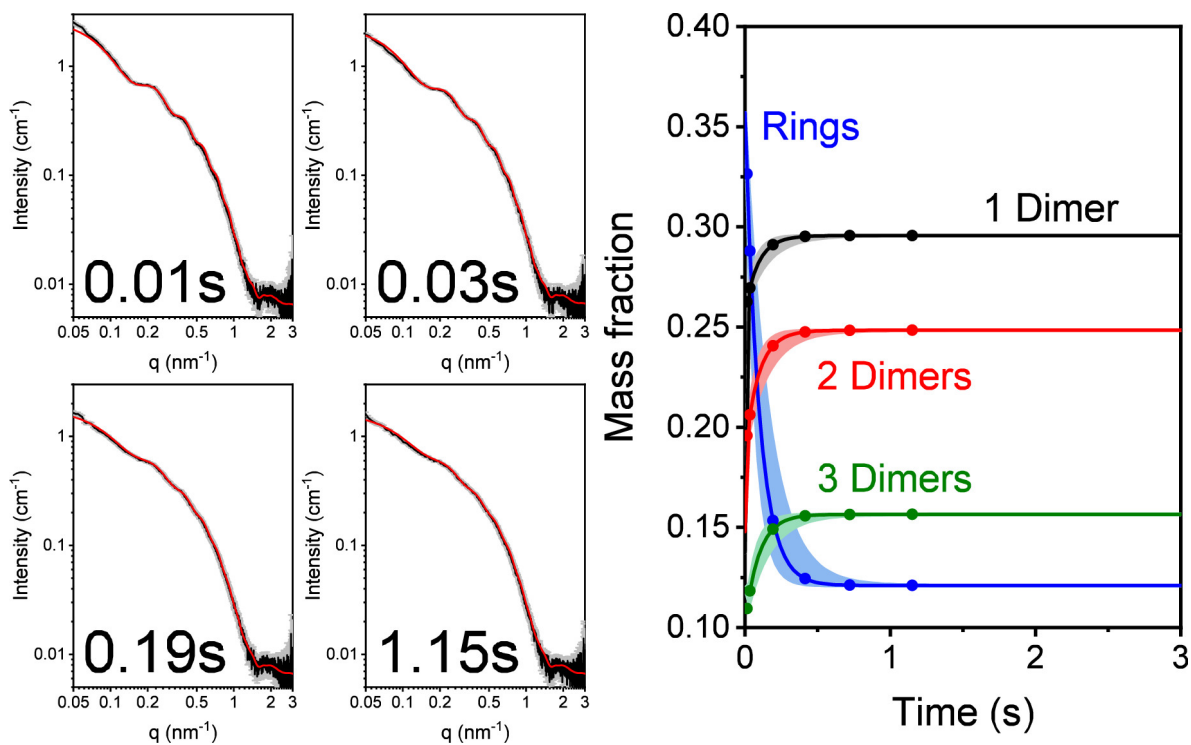 Intensity (cm⁻¹)
1
0.1
0.01
0.01s
0.05 0.1 0.2 0.5 1 2 3
q (nm⁻¹)
Intensity (cm⁻¹)
1
0.1
0.01
0.03s
0.05 0.1 0.2 0.5 1 2 3
q (nm⁻¹)
Intensity (cm⁻¹)
1
0.1
0.01
0.19s
0.05 0.1 0.2 0.5 1 2 3
q (nm⁻¹)
Intensity (cm⁻¹)
1
0.1
0.01
1.15s
0.05 0.1 0.2 0.5 1 2 3
q (nm⁻¹)
Mass fraction
0.40
0.35
0.30
0.25
0.20
0.15
0.10
Rings
1 Dimer
2 Dimers
3 Dimers
0 1 2 3
Time (s)